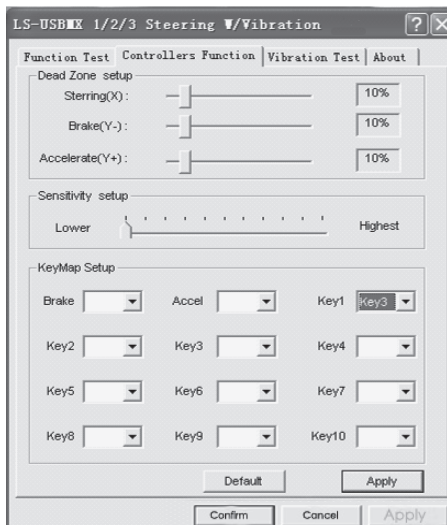 LS-USBMX 1/2/3 Steering W/Vibration
Function Test Controllers Function Vibration Test About
Dead Zone setup
Sterring(X) : 10%
Brake(Y-) : 10%
Accelerate(Y+) : 10%
Sensitivity setup
Lower Highest
KeyMap Setup
Brake Accel Key1 Key3
Key2 Key3 Key4
Key5 Key6 Key7
Key8 Key9 Key10
Default Apply
Confirm Cancel Apply